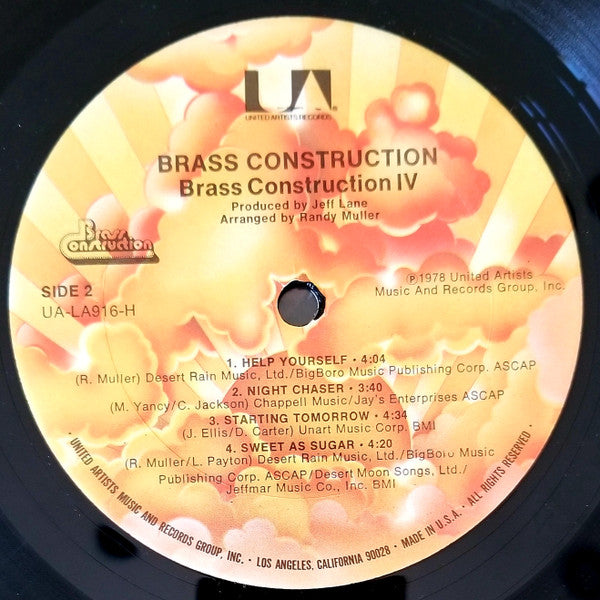 UA®
UNITED ARTISTS RECORDS
BRASS CONSTRUCTION
Brass Construction IV
Produced by Jeff Lane
Arranged by Randy Muller
Brass
Construction
SIDE 2
UA-LA916-H
℗1978 United Artists
Music And Records Group, Inc.
1. HELP YOURSELF • 4:04
(R. Muller) Desert Rain Music, Ltd./BigBoro Music Publishing Corp. ASCAP
2. NIGHT CHASER • 3:40
(M. Yancy/C. Jackson) Chappell Music/Jay's Enterprises ASCAP
3. STARTING TOMORROW • 4:34
(J. Ellis/D. Carter) Unart Music Corp. BMI
4. SWEET AS SUGAR • 4:20
(R. Muller/L. Payton) Desert Rain Music, Ltd./BigBoro Music
Publishing Corp. ASCAP/Desert Moon Songs, Ltd./
Jeffmar Music Co., Inc. BMI
• UNITED ARTISTS MUSIC AND RECORDS GROUP, INC. • LOS ANGELES, CALIFORNIA 90028 • MADE IN U.S.A. • ALL RIGHTS RESERVED •